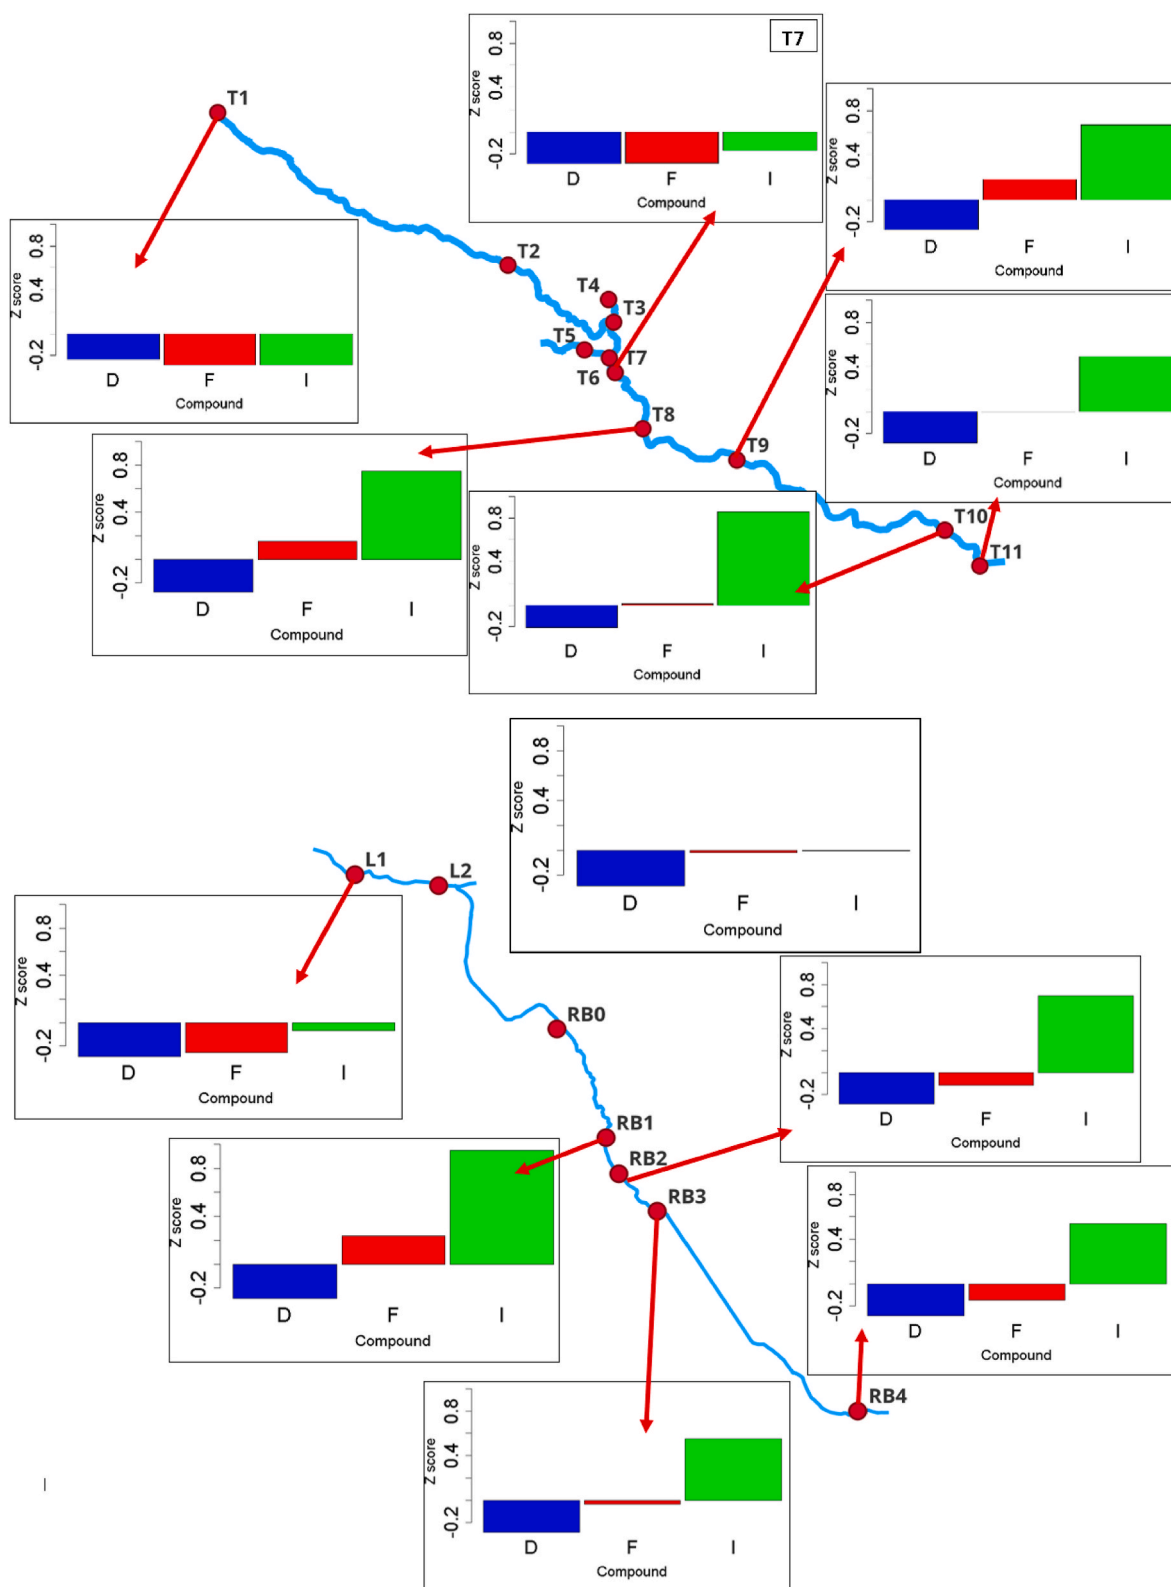 T7
0.8
0.4
-0.2
Z score
D F I
Compound
T1
0.8
0.4
-0.2
Z score
D F I
Compound
0.8
0.4
-0.2
Z score
D F I
Compound
T2
T4
T3
T5
T7
T6
T8
T9
0.8
0.4
-0.2
Z score
D F I
Compound
0.8
0.4
-0.2
Z score
D F I
Compound
0.8
0.4
-0.2
Z score
D F I
Compound
T10
T11
0.8
0.4
-0.2
Z score
D F I
Compound
L1
L2
0.8
0.4
-0.2
Z score
D F I
Compound
RB0
0.8
0.4
-0.2
Z score
D F I
Compound
RB1
RB2
RB3
0.8
0.4
-0.2
Z score
D F I
Compound
0.8
0.4
-0.2
Z score
D F I
Compound
RB4
0.8
0.4
-0.2
Z score
D F I
Compound